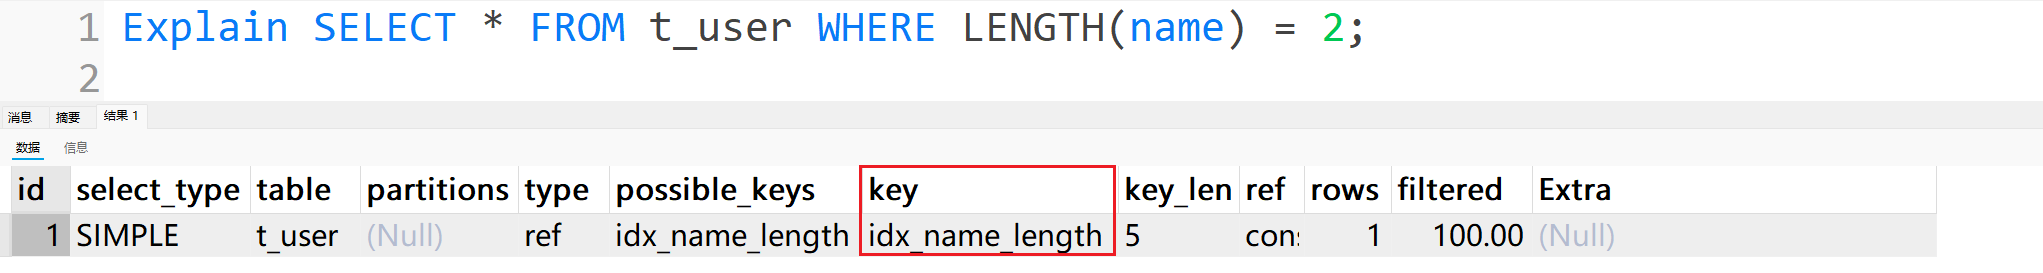 1 Explain SELECT * FROM t_user WHERE LENGTH(name) = 2;
2
消息 摘要 结果 1
数据 信息
id select_type table partitions type possible_keys key key_len ref rows filtered Extra
1 SIMPLE t_user (Null) ref idx_name_length idx_name_length 5 con 1 100.00 (Null)